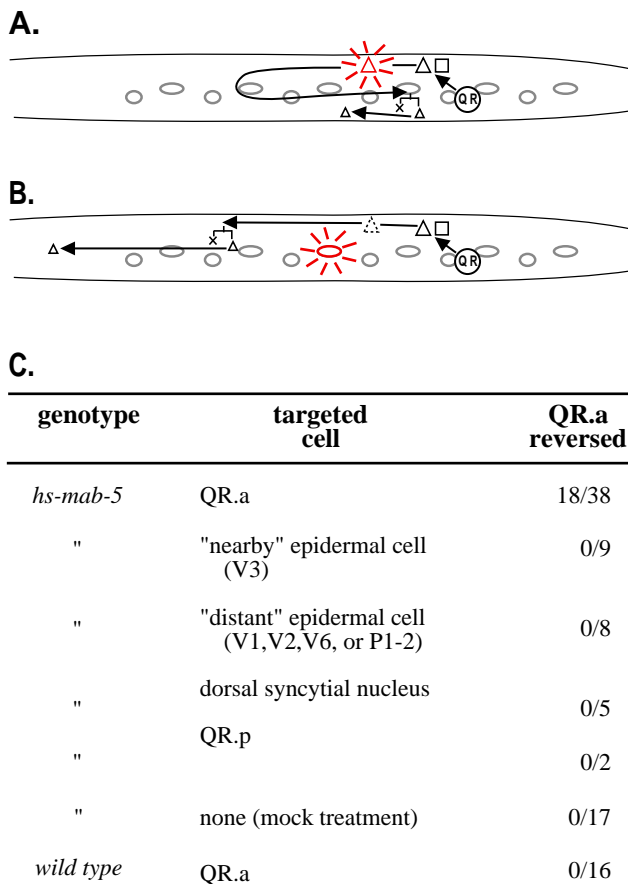 A.
QR
×
B.
×
QR
C.
genotype targeted cell QR.a reversed
hs-mab-5 QR.a 18/38
" "nearby" epidermal cell (V3) 0/9
" "distant" epidermal cell (V1,V2,V6, or P1-2) 0/8
" dorsal syncytial nucleus 0/5
" QR.p 0/2
" none (mock treatment) 0/17
wild type QR.a 0/16